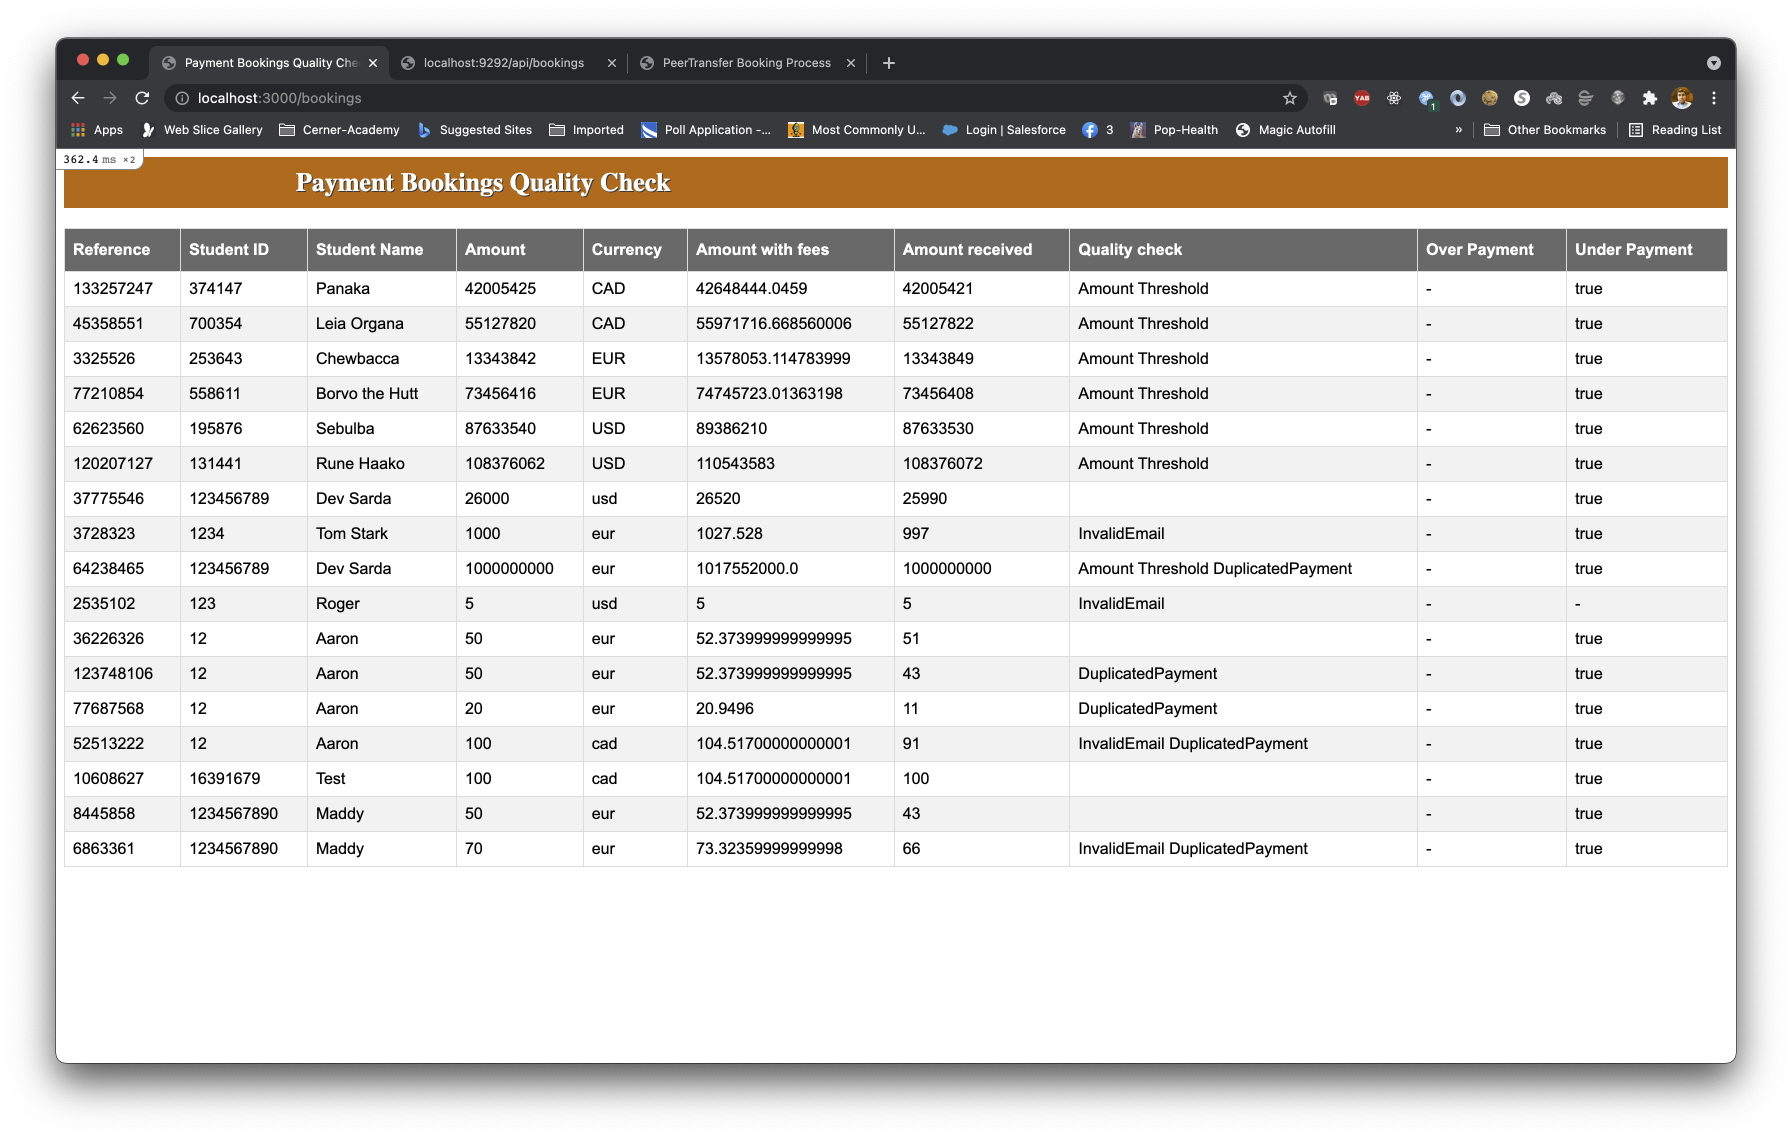 Payment Bookings Quality Che
localhost:9292/api/bookings
PeerTransfer Booking Process
localhost:3000/bookings
YAB
1
Apps
Web Slice Gallery
Cerner-Academy
Suggested Sites
Imported
Poll Application -...
Most Commonly U...
Login | Salesforce
3
Pop-Health
Magic Autofill
»
Other Bookmarks
Reading List
362.4 ms ×2
Payment Bookings Quality Check
Reference Student ID Student Name Amount Currency Amount with fees Amount received Quality check Over Payment Under Payment
133257247 374147 Panaka 42005425 CAD 42648444.0459 42005421 Amount Threshold - true
45358551 700354 Leia Organa 55127820 CAD 55971716.668560006 55127822 Amount Threshold - true
3325526 253643 Chewbacca 13343842 EUR 13578053.114783999 13343849 Amount Threshold - true
77210854 558611 Borvo the Hutt 73456416 EUR 74745723.01363198 73456408 Amount Threshold - true
62623560 195876 Sebulba 87633540 USD 89386210 87633530 Amount Threshold - true
120207127 131441 Rune Haako 108376062 USD 110543583 108376072 Amount Threshold - true
37775546 123456789 Dev Sarda 26000 usd 26520 25990 - true
3728323 1234 Tom Stark 1000 eur 1027.528 997 InvalidEmail - true
64238465 123456789 Dev Sarda 1000000000 eur 1017552000.0 1000000000 Amount Threshold DuplicatedPayment - true
2535102 123 Roger 5 usd 5 5 InvalidEmail - -
36226326 12 Aaron 50 eur 52.373999999999995 51 - true
123748106 12 Aaron 50 eur 52.373999999999995 43 DuplicatedPayment - true
77687568 12 Aaron 20 eur 20.9496 11 DuplicatedPayment - true
52513222 12 Aaron 100 cad 104.51700000000001 91 InvalidEmail DuplicatedPayment - true
10608627 16391679 Test 100 cad 104.51700000000001 100 - true
8445858 1234567890 Maddy 50 eur 52.373999999999995 43 - true
6863361 1234567890 Maddy 70 eur 73.32359999999998 66 InvalidEmail DuplicatedPayment - true